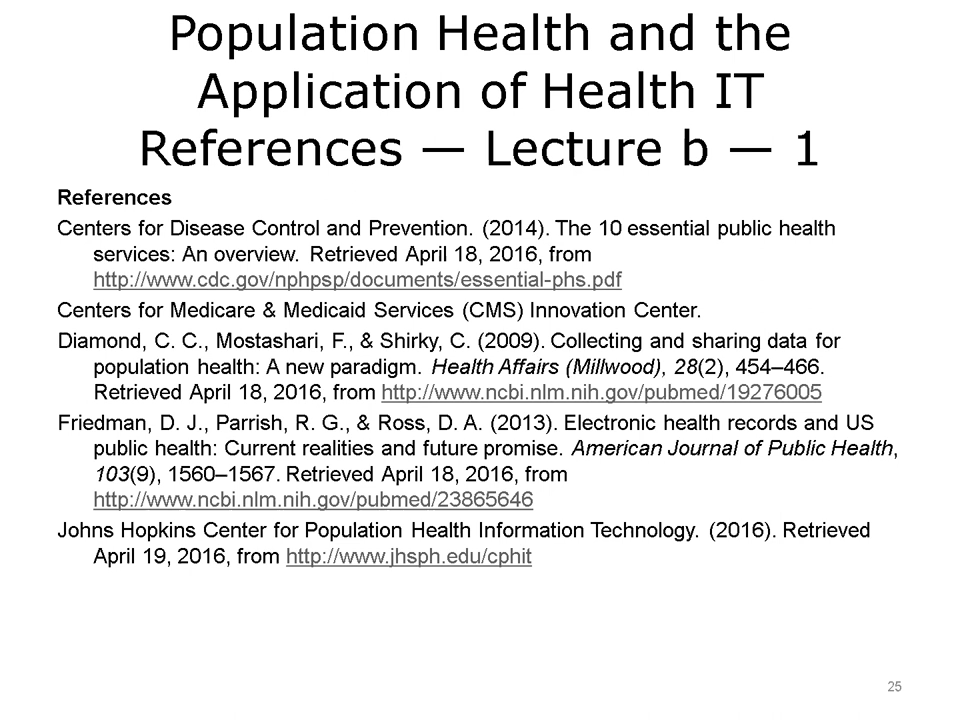 Population Health and the
Application of Health IT
References — Lecture b — 1
References
Centers for Disease Control and Prevention. (2014). The 10 essential public health
services: An overview. Retrieved April 18, 2016, from
http://www.cdc.gov/nphpsp/documents/essential-phs.pdf
Centers for Medicare & Medicaid Services (CMS) Innovation Center.
Diamond, C. C., Mostashari, F., & Shirky, C. (2009). Collecting and sharing data for
population health: A new paradigm. Health Affairs (Millwood), 28(2), 454–466.
Retrieved April 18, 2016, from http://www.ncbi.nlm.nih.gov/pubmed/19276005
Friedman, D. J., Parrish, R. G., & Ross, D. A. (2013). Electronic health records and US
public health: Current realities and future promise. American Journal of Public Health,
103(9), 1560–1567. Retrieved April 18, 2016, from
http://www.ncbi.nlm.nih.gov/pubmed/23865646
Johns Hopkins Center for Population Health Information Technology. (2016). Retrieved
April 19, 2016, from http://www.jhsph.edu/cphit
25